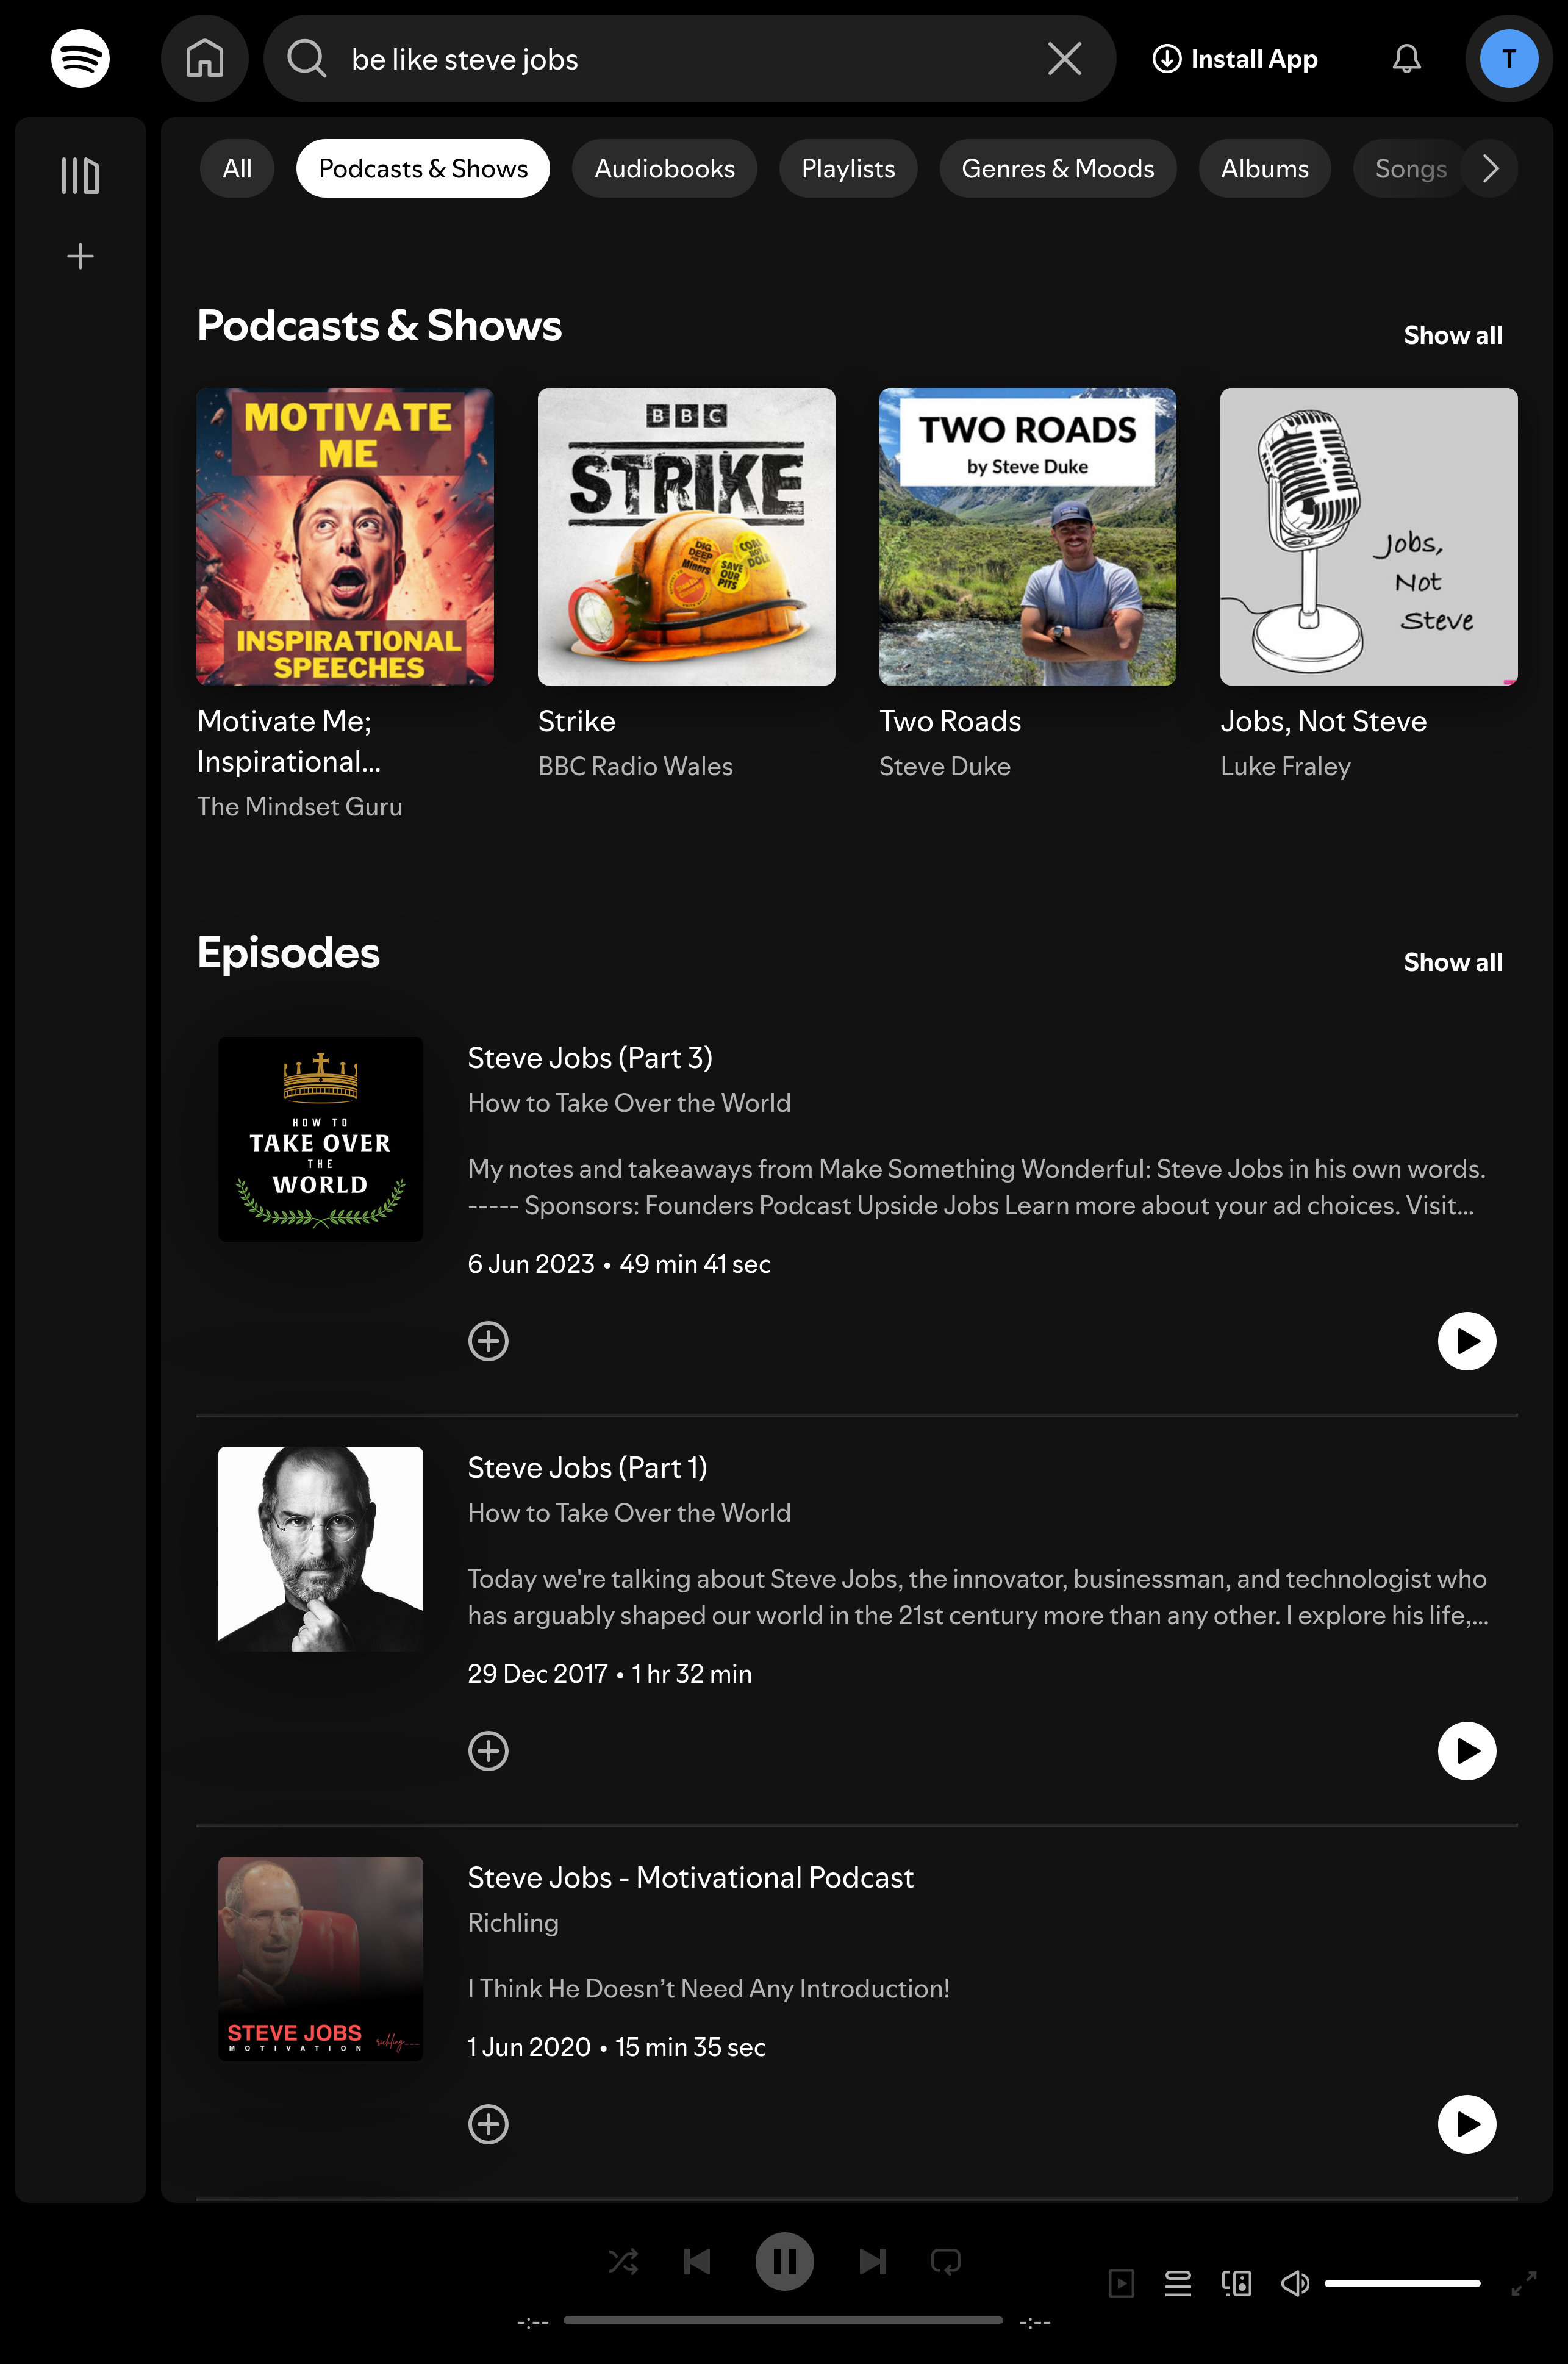 be like steve jobs
Install App
T
All
Podcasts & Shows
Audiobooks
Playlists
Genres & Moods
Albums
Songs
Podcasts & Shows
Show all
MOTIVATE
ME
INSPIRATIONAL
SPEECHES
Motivate Me;
Inspirational...
The Mindset Guru
BBC
STRIKE
DIG
DEEP
Miners
COAL
NOT
DOLE
SAVE
OUR
PITS
Strike
BBC Radio Wales
TWO ROADS
by Steve Duke
Two Roads
Steve Duke
Jobs,
Not
Steve
Jobs, Not Steve
Luke Fraley
Episodes
Show all
HOW TO
TAKE OVER
THE
WORLD
Steve Jobs (Part 3)
How to Take Over the World
My notes and takeaways from Make Something Wonderful: Steve Jobs in his own words.
----- Sponsors: Founders Podcast Upside Jobs Learn more about your ad choices. Visit...
6 Jun 2023 • 49 min 41 sec
Steve Jobs (Part 1)
How to Take Over the World
Today we're talking about Steve Jobs, the innovator, businessman, and technologist who
has arguably shaped our world in the 21st century more than any other. I explore his life,...
29 Dec 2017 • 1 hr 32 min
STEVE JOBS
MOTIVATION
richling
Steve Jobs - Motivational Podcast
Richling
I Think He Doesn’t Need Any Introduction!
1 Jun 2020 • 15 min 35 sec
-:--
-:--